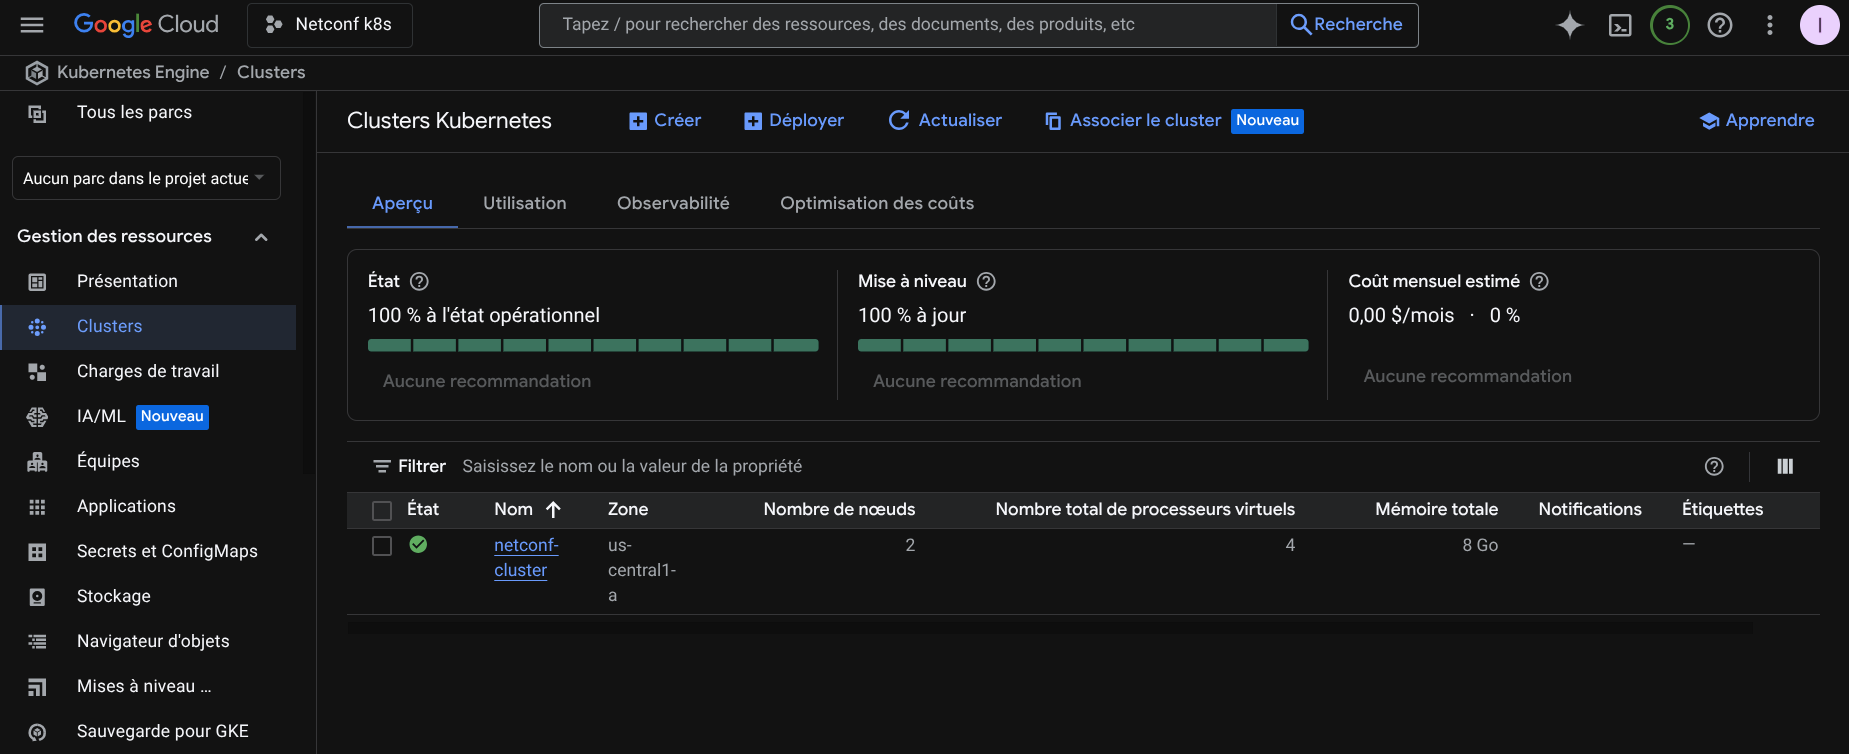 Google Cloud
Netconf k8s
Tapez / pour rechercher des ressources, des documents, des produits, etc
Recherche
3
I
Kubernetes Engine / Clusters
Tous les parcs
Aucun parc dans le projet actue
Gestion des ressources
Présentation
Clusters
Charges de travail
IA/ML Nouveau
Équipes
Applications
Secrets et ConfigMaps
Stockage
Navigateur d'objets
Mises à niveau ...
Sauvegarde pour GKE
Clusters Kubernetes
Créer
Déployer
Actualiser
Associer le cluster Nouveau
Apprendre
Aperçu
Utilisation
Observabilité
Optimisation des coûts
État
100 % à l'état opérationnel
Aucune recommandation
Mise à niveau
100 % à jour
Aucune recommandation
Coût mensuel estimé
0,00 $/mois · 0 %
Aucune recommandation
Filtrer Saisissez le nom ou la valeur de la propriété
État Nom Zone Nombre de nœuds Nombre total de processeurs virtuels Mémoire totale Notifications Étiquettes
netconf-
cluster
us-
central1-
a
2
4
8 Go
—